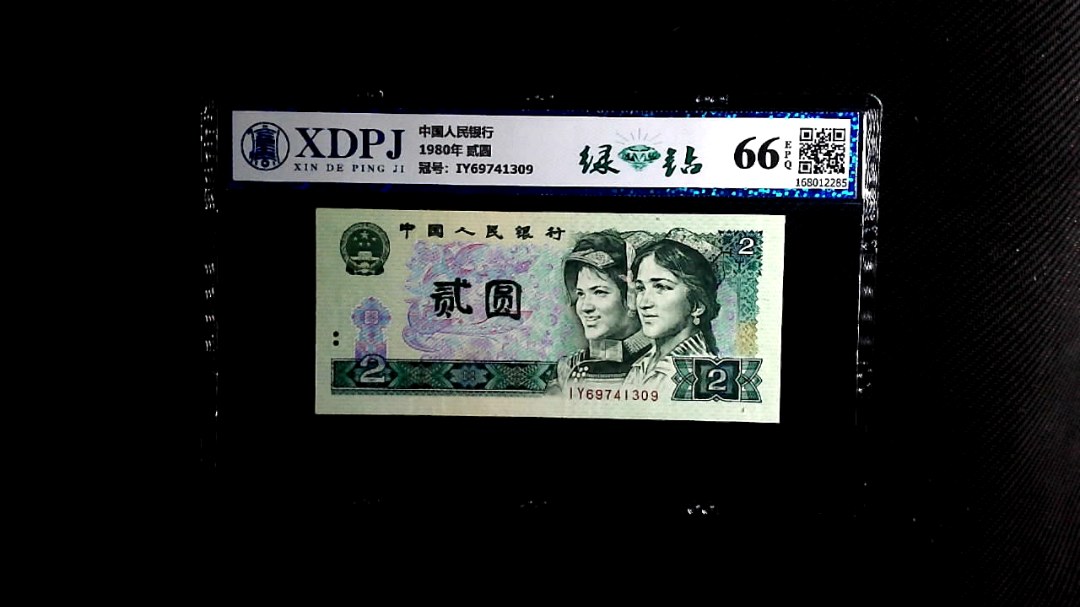 XDPJ
XIN DE PING JI
中国人民银行
1980年 贰圆
冠号: IY69741309
绿钻
66
EPQ
168012285
中国人民银行
2
贰圆
2
2
IY69741309